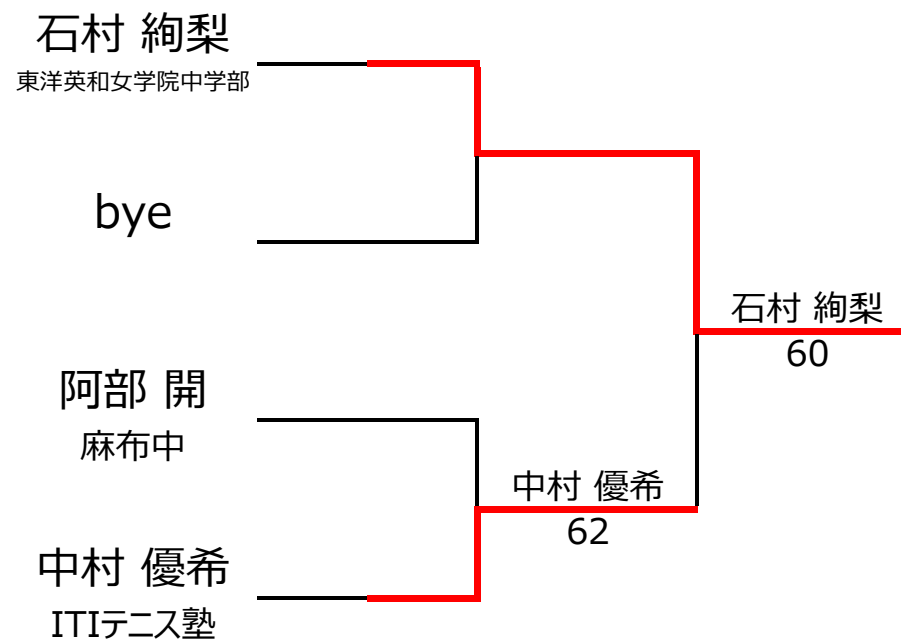 石村 絢梨
東洋英和女学院中学部
bye
阿部 開
麻布中
中村 優希
ITIテニス塾
中村 優希
62
石村 絢梨
60